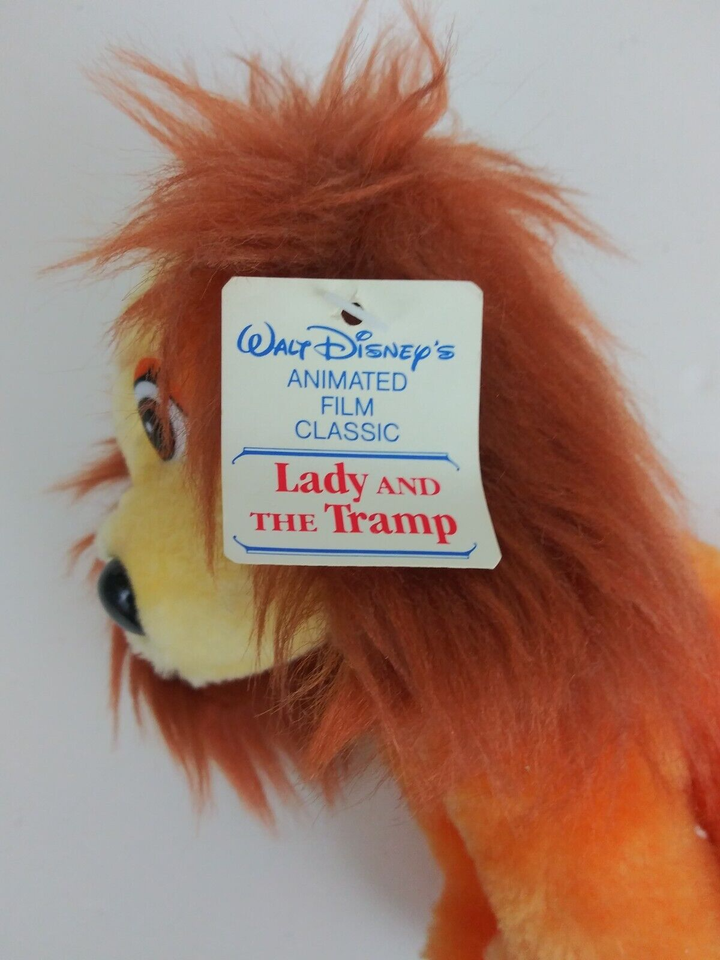 Walt Disney's
ANIMATED
FILM
CLASSIC
Lady AND
THE Tramp